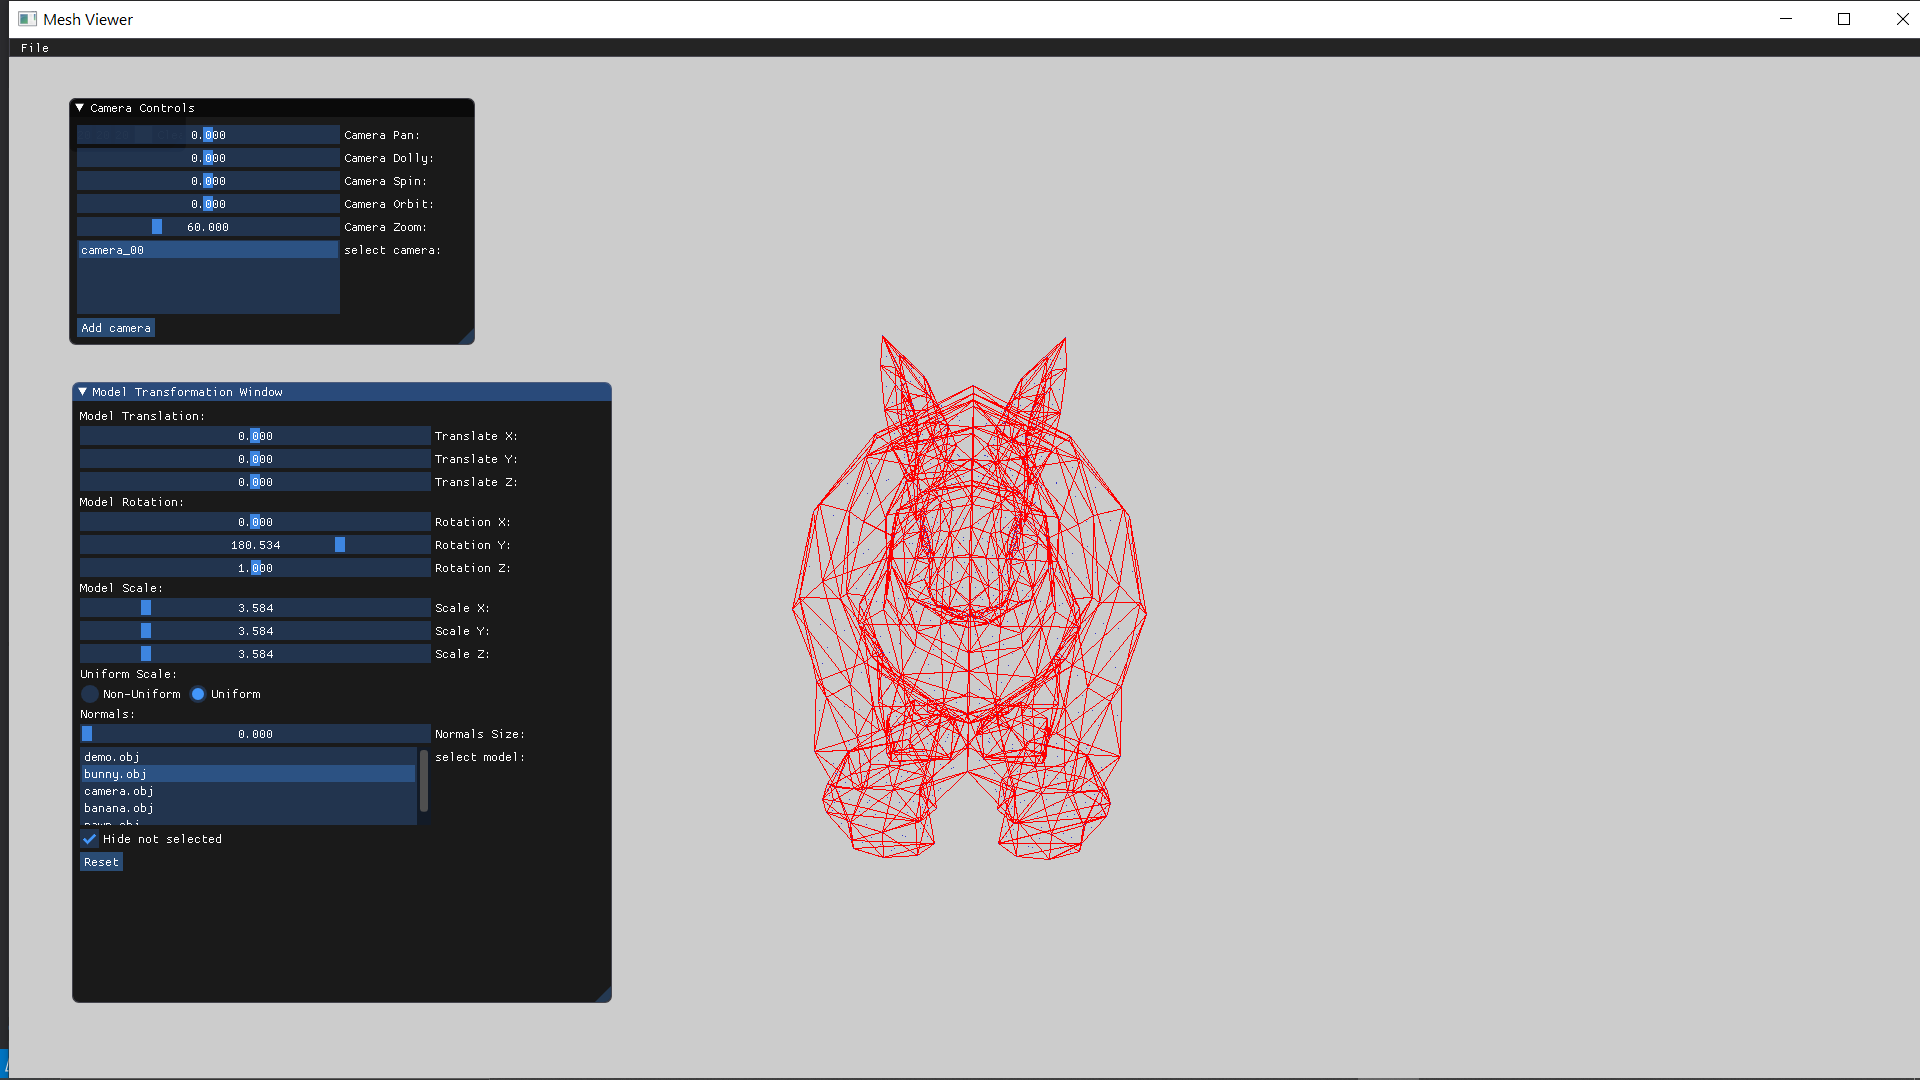 Mesh Viewer
File
Camera Controls
0.000 Camera Pan:
0.000 Camera Dolly:
0.000 Camera Spin:
0.000 Camera Orbit:
60.000 Camera Zoom:
camera_00 select camera:
Add camera
Model Transformation Window
Model Translation:
0.000 Translate X:
0.000 Translate Y:
0.000 Translate Z:
Model Rotation:
0.000 Rotation X:
180.534 Rotation Y:
1.000 Rotation Z:
Model Scale:
3.584 Scale X:
3.584 Scale Y:
3.584 Scale Z:
Uniform Scale:
Non-Uniform Uniform
Normals:
0.000 Normals Size:
demo.obj select model:
bunny.obj
camera.obj
banana.obj
Hide not selected
Reset